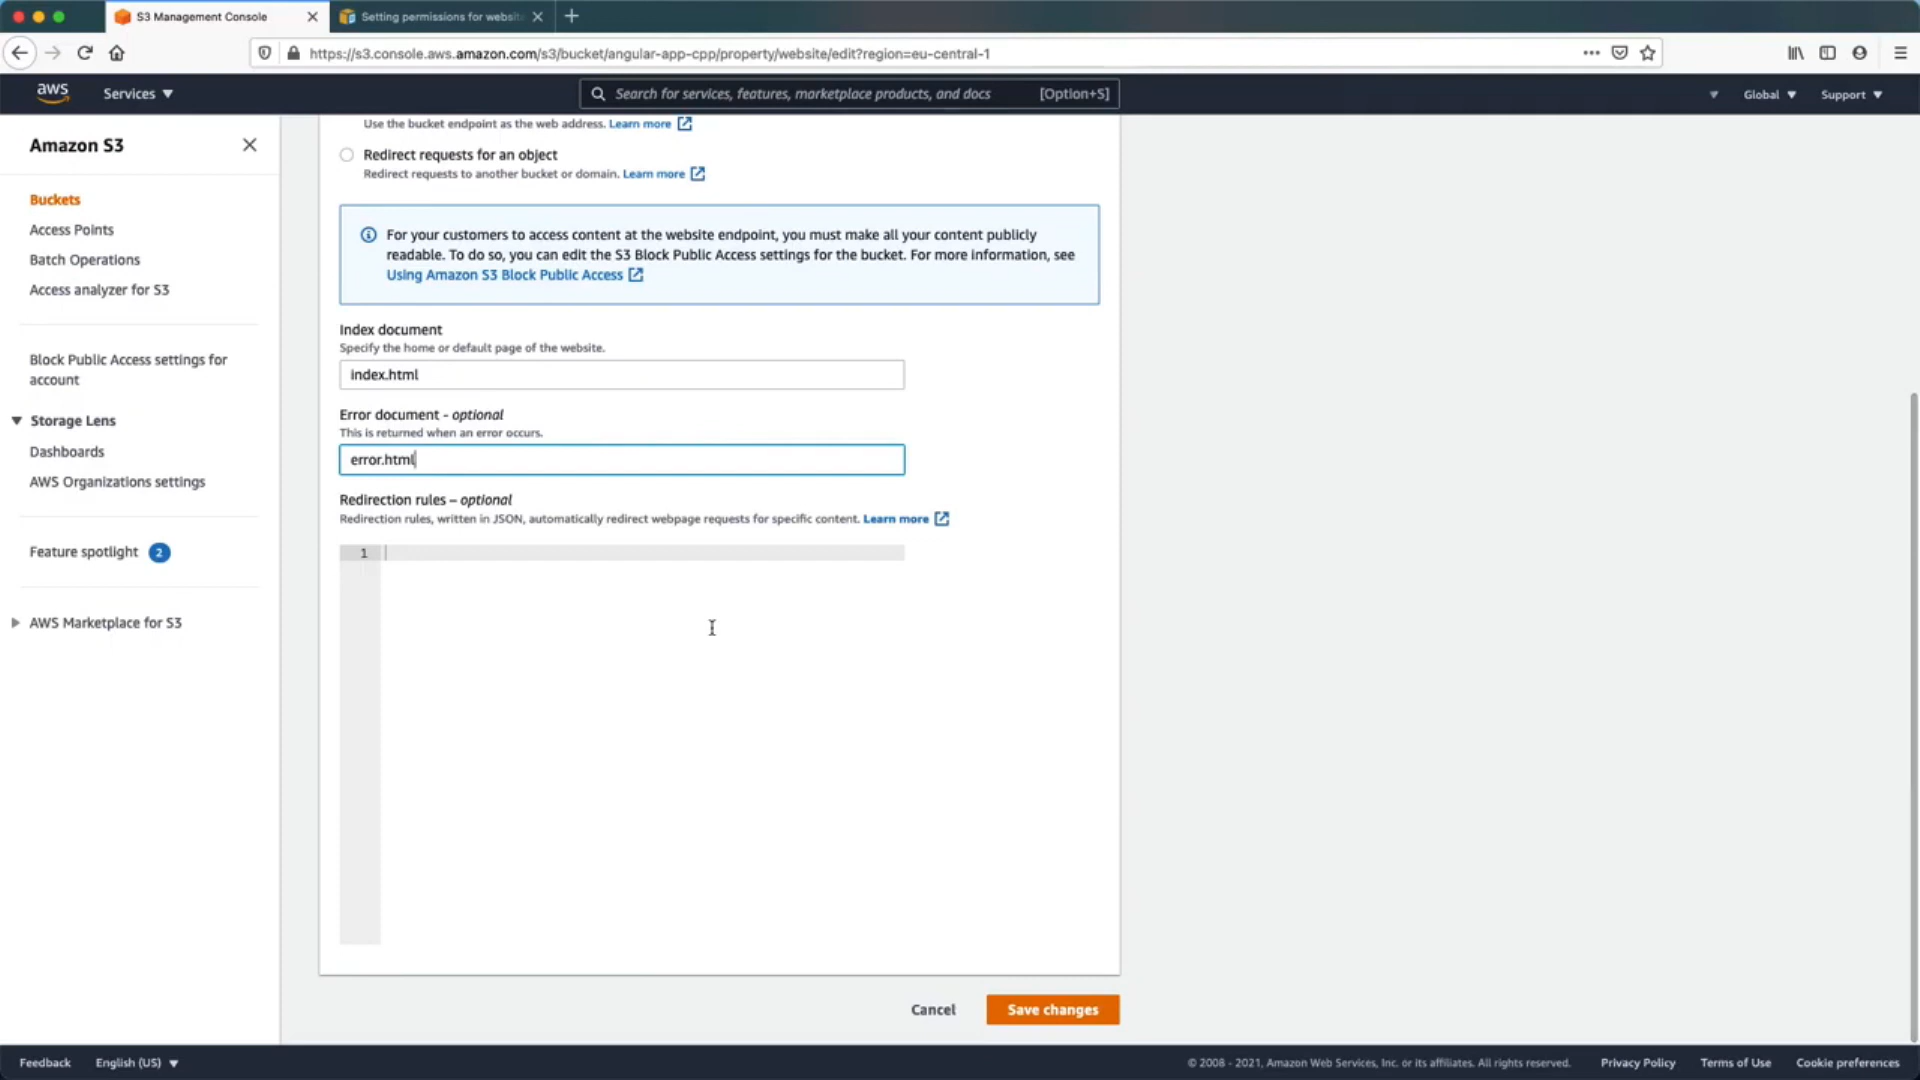 S3 Management Console
Setting permissions for websit
https://s3.console.aws.amazon.com/s3/bucket/angular-app-cpp/property/website/edit?region=eu-central-1
aws
Services
Search for services, features, marketplace products, and docs
[Option+S]
Global
Support
Amazon S3
Buckets
Access Points
Batch Operations
Access analyzer for S3
Block Public Access settings for
account
Storage Lens
Dashboards
AWS Organizations settings
Feature spotlight 2
AWS Marketplace for S3
Use the bucket endpoint as the web address. Learn more
Redirect requests for an object
Redirect requests to another bucket or domain. Learn more
For your customers to access content at the website endpoint, you must make all your content publicly
readable. To do so, you can edit the S3 Block Public Access settings for the bucket. For more information, see
Using Amazon S3 Block Public Access
Index document
Specify the home or default page of the website.
index.html
Error document - optional
This is returned when an error occurs.
error.html
Redirection rules – optional
Redirection rules, written in JSON, automatically redirect webpage requests for specific content. Learn more
1
Cancel
Save changes
Feedback
English (US)
© 2008 - 2021, Amazon Web Services, Inc. or its affiliates. All rights reserved.
Privacy Policy
Terms of Use
Cookie preferences